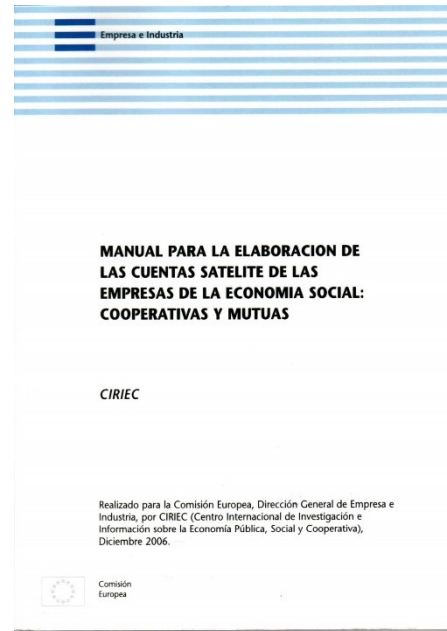 Empresa e Industria
MANUAL PARA LA ELABORACION DE
LAS CUENTAS SATELITE DE LAS
EMPRESAS DE LA ECONOMIA SOCIAL:
COOPERATIVAS Y MUTUAS
CIRIEC
Realizado para la Comisión Europea, Dirección General de Empresa e
Industria, por CIRIEC (Centro Internacional de Investigación e
Información sobre la Economía Pública, Social y Cooperativa),
Diciembre 2006.
Comisión
Europea